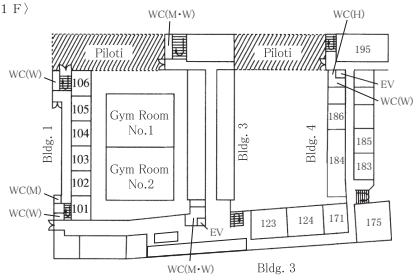 1 F〉
WC(M・W)
WC(H)
Piloti
Piloti
195
WC(W)
EV
WC(W)
106
105
104
103
102
101
Gym Room
No.1
Gym Room
No.2
Bldg. 1
Bldg. 3
Bldg. 4
186
184
185
183
WC(M)
WC(W)
123
124
171
175
EV
WC(M・W)
Bldg. 3